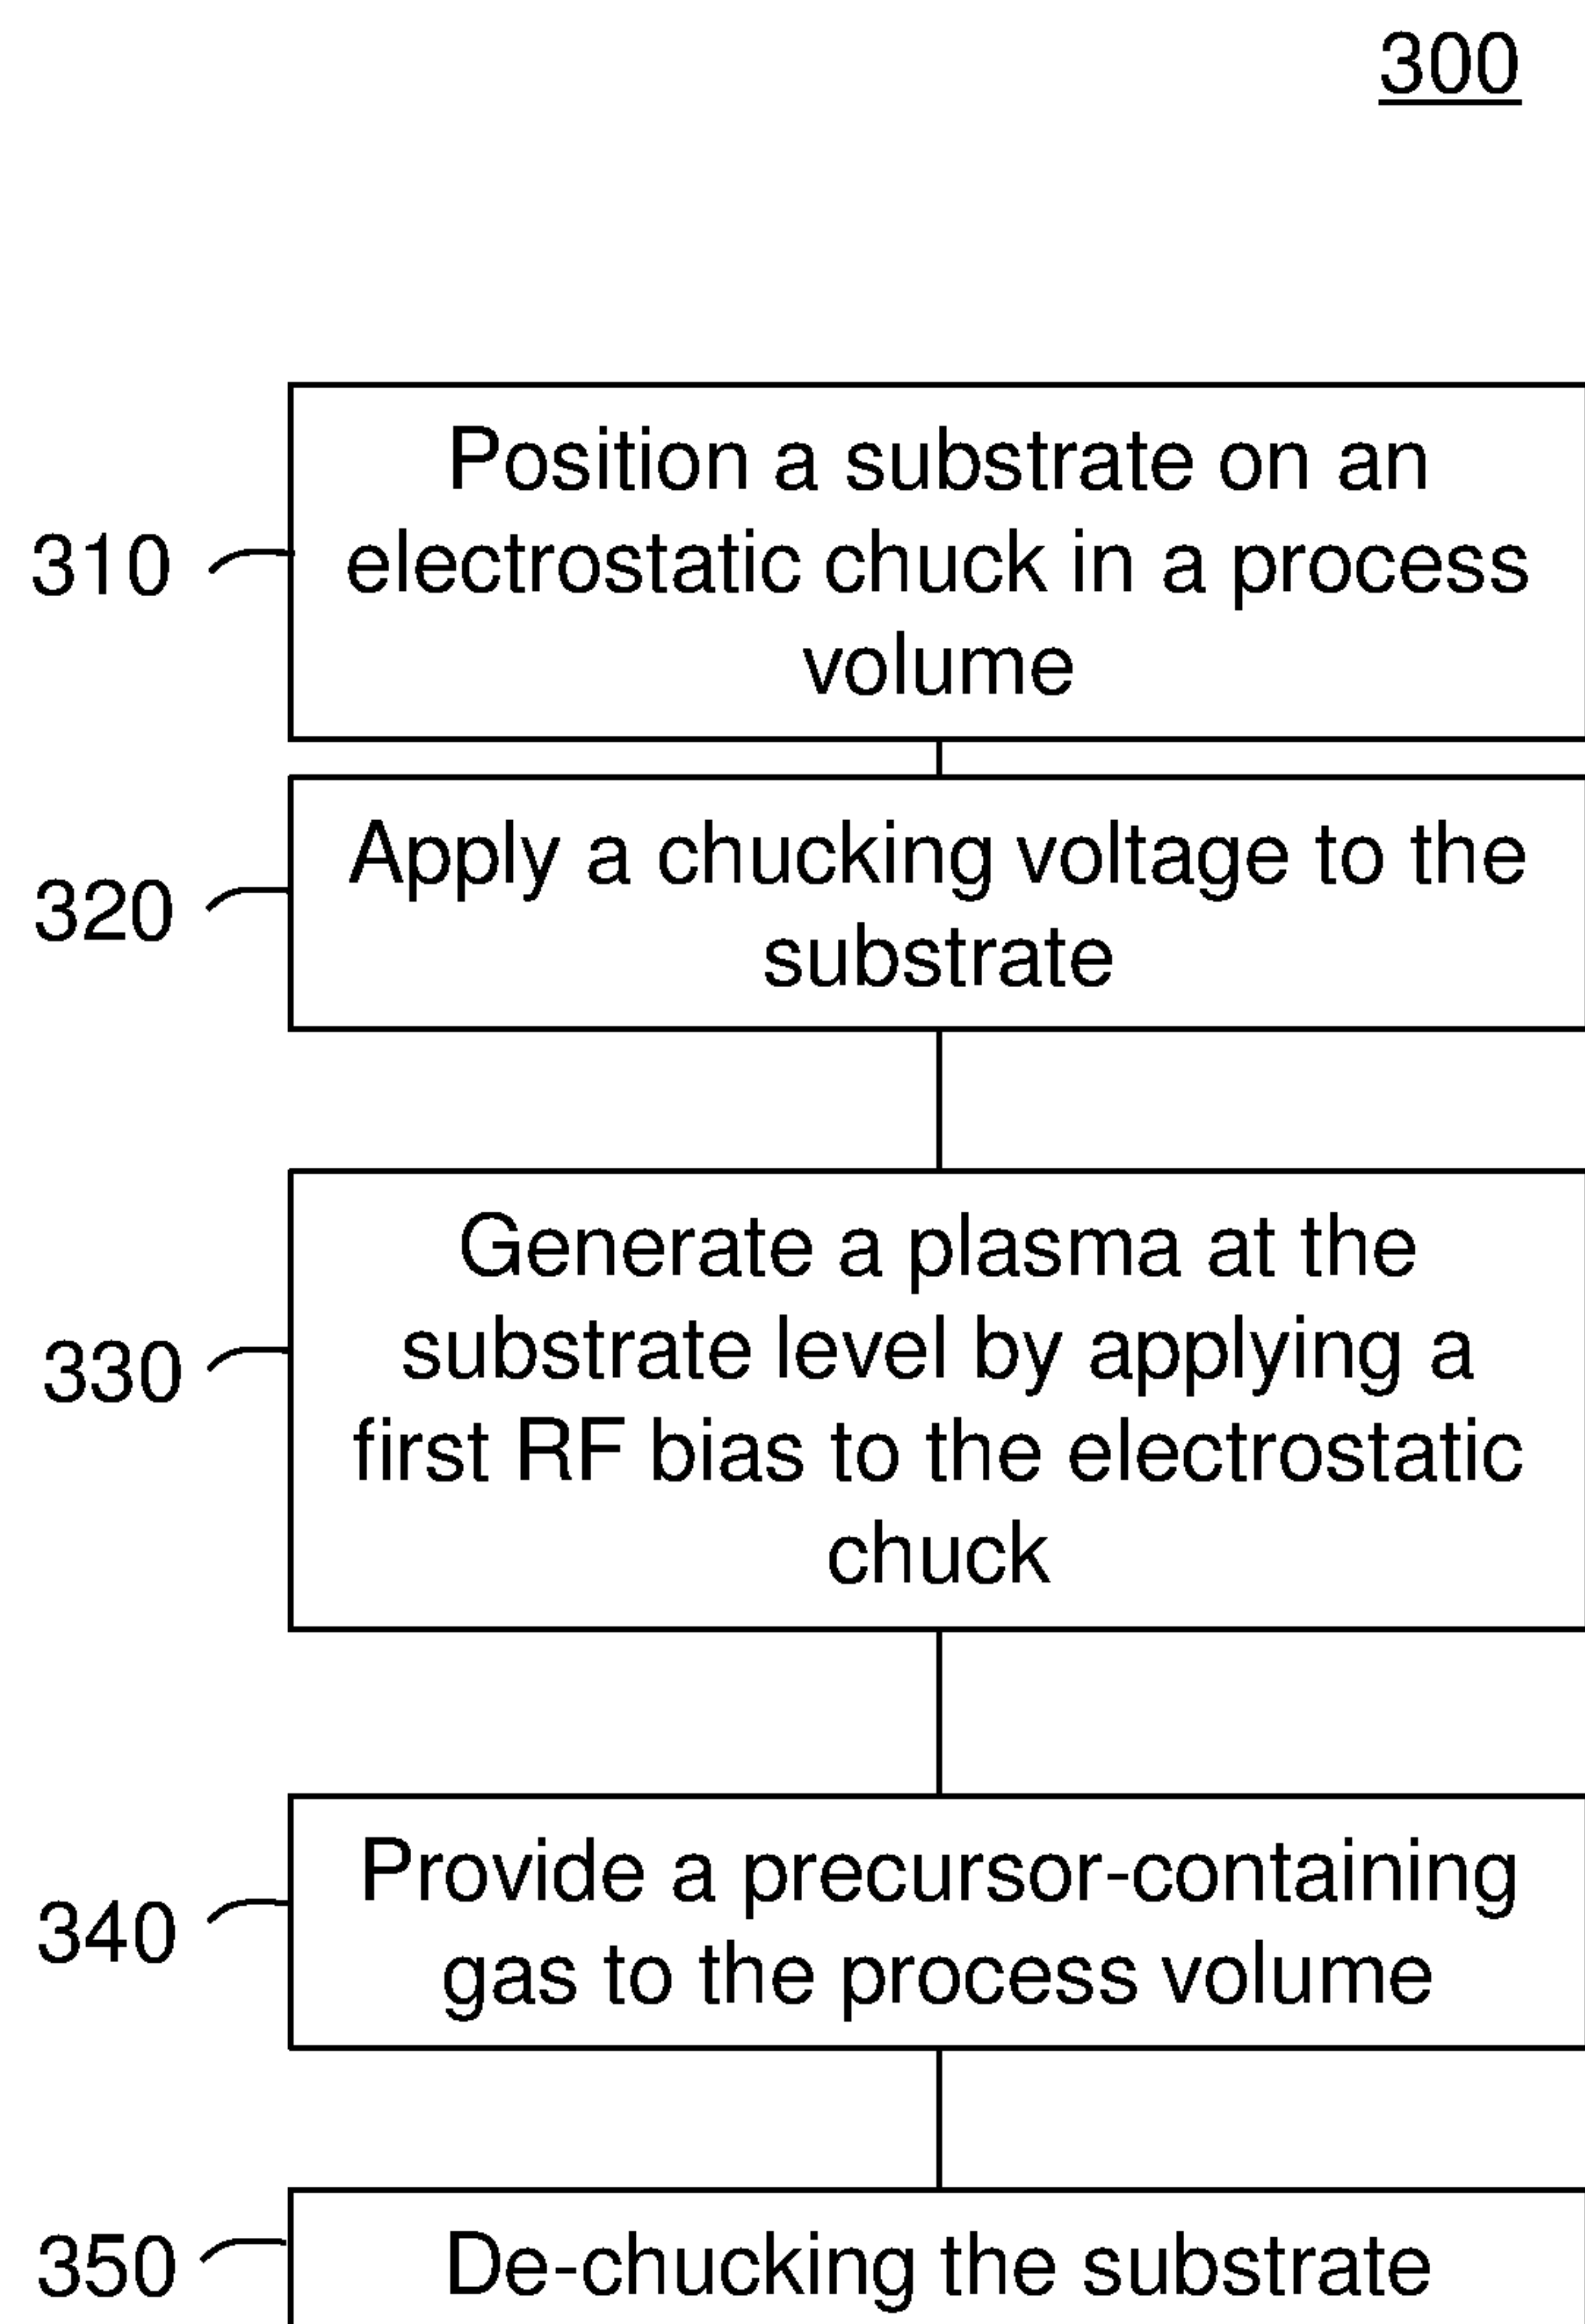 300
310
Position a substrate on an
electrostatic chuck in a process
volume
320
Apply a chucking voltage to the
substrate
330
Generate a plasma at the
substrate level by applying a
first RF bias to the electrostatic
chuck
340
Provide a precursor-containing
gas to the process volume
350
De-chucking the substrate